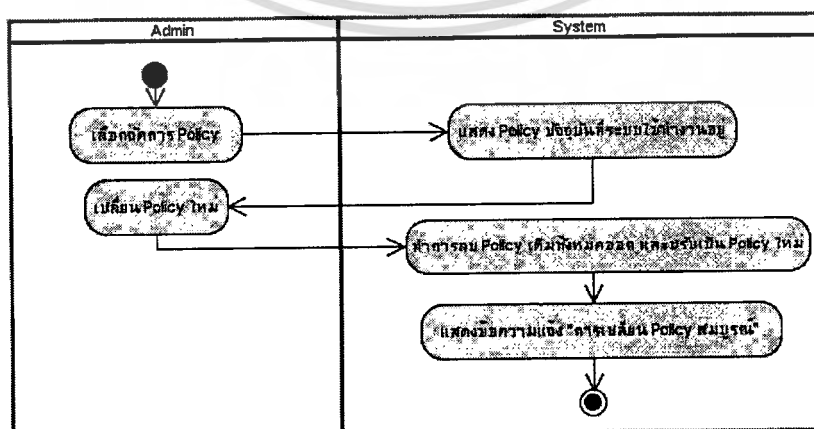 Admin
System
เลือกจัดการ Policy
แสดง Policy ปัจจุบันที่ระบบใช้ทำงานอยู่
เปลี่ยน Policy ใหม่
ทำการลบ Policy เดิมทั้งหมดออก และปรับเป็น Policy ใหม่
แสดงข้อความแจ้ง "การเปลี่ยน Policy สมบูรณ์"